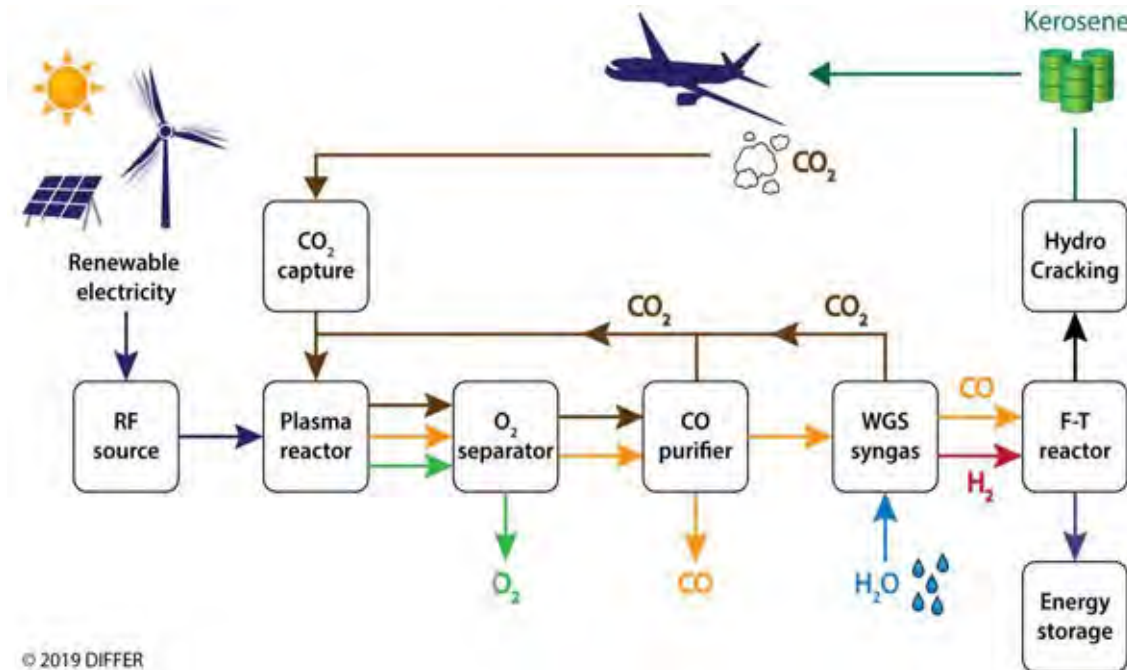 Kerosene
CO₂
CO₂
capture
Hydro
Cracking
Renewable
electricity
CO₂
CO₂
RF
source
Plasma
reactor
O₂
separator
CO
purifier
WGS
syngas
CO
H₂
F-T
reactor
O₂
CO
H₂O
Energy
storage
© 2019 DIFFER